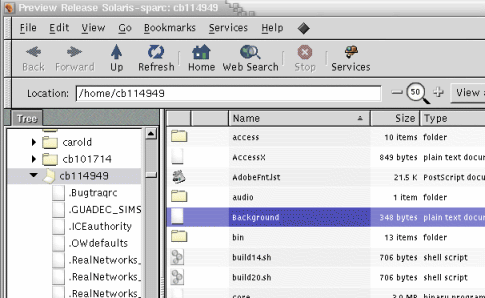 Preview Release Solaris-sparc: cb114949
File Edit View Go Bookmarks Services Help
Back Forward Up Refresh Home Web Search Stop Services
Location: /home/cb114949 50 View a
Tree
Name Size Type
carold
cb101714
cb114949
.Bugtraqrc
.GUADEC_SIMS
.ICEauthority
.OWdefaults
.RealNetworks_
.RealNetworks_
.RealNetworks_
access 10 items folder
AccessX 849 bytes plain text docu
AdobeFntJst 21.5 K PostScript docu
audio 1 item folder
Background 348 bytes plain text docu
bin 13 items folder
build14.sh 706 bytes shell script
build20.sh 706 bytes shell script
core 3.0 MB binary program